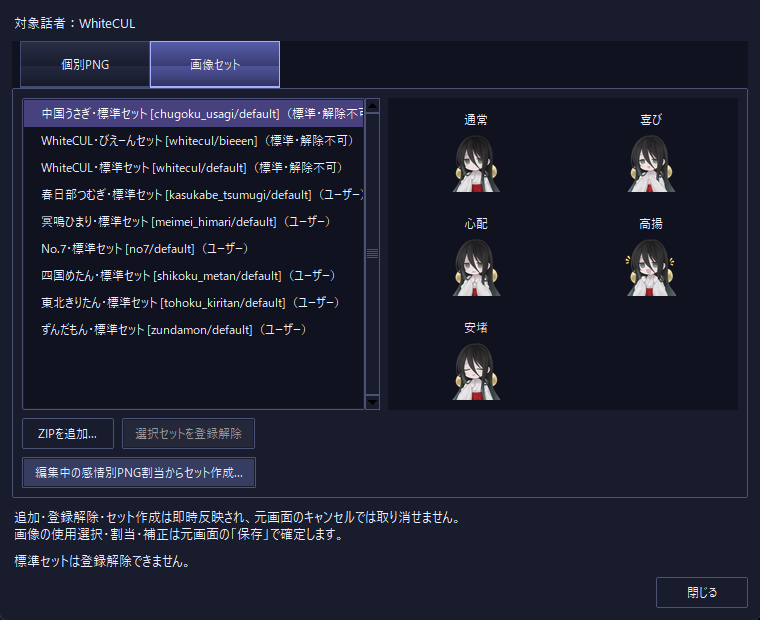 対象話者：WhiteCUL
個別PNG
画像セット
中国うさぎ・標準セット [chugoku_usagi/default]（標準・解除不可
WhiteCUL・びえーんセット [whitecul/bieeen]（標準・解除不可）
WhiteCUL・標準セット [whitecul/default]（標準・解除不可）
春日部つむぎ・標準セット [kasukabe_tsumugi/default]（ユーザー）
冥鳴ひまり・標準セット [meimei_himari/default]（ユーザー）
No.7・標準セット [no7/default]（ユーザー）
四国めたん・標準セット [shikoku_metan/default]（ユーザー）
東北きりたん・標準セット [tohoku_kiritan/default]（ユーザー）
ずんだもん・標準セット [zundamon/default]（ユーザー）
通常
喜び
心配
高揚
安堵
ZIPを追加...
選択セットを登録解除
編集中の感情別PNG割当からセット作成...
追加・登録解除・セット作成は即時反映され、元画面のキャンセルでは取り消せません。
画像の使用選択・割当・補正は元画面の「保存」で確定します。
標準セットは登録解除できません。
閉じる